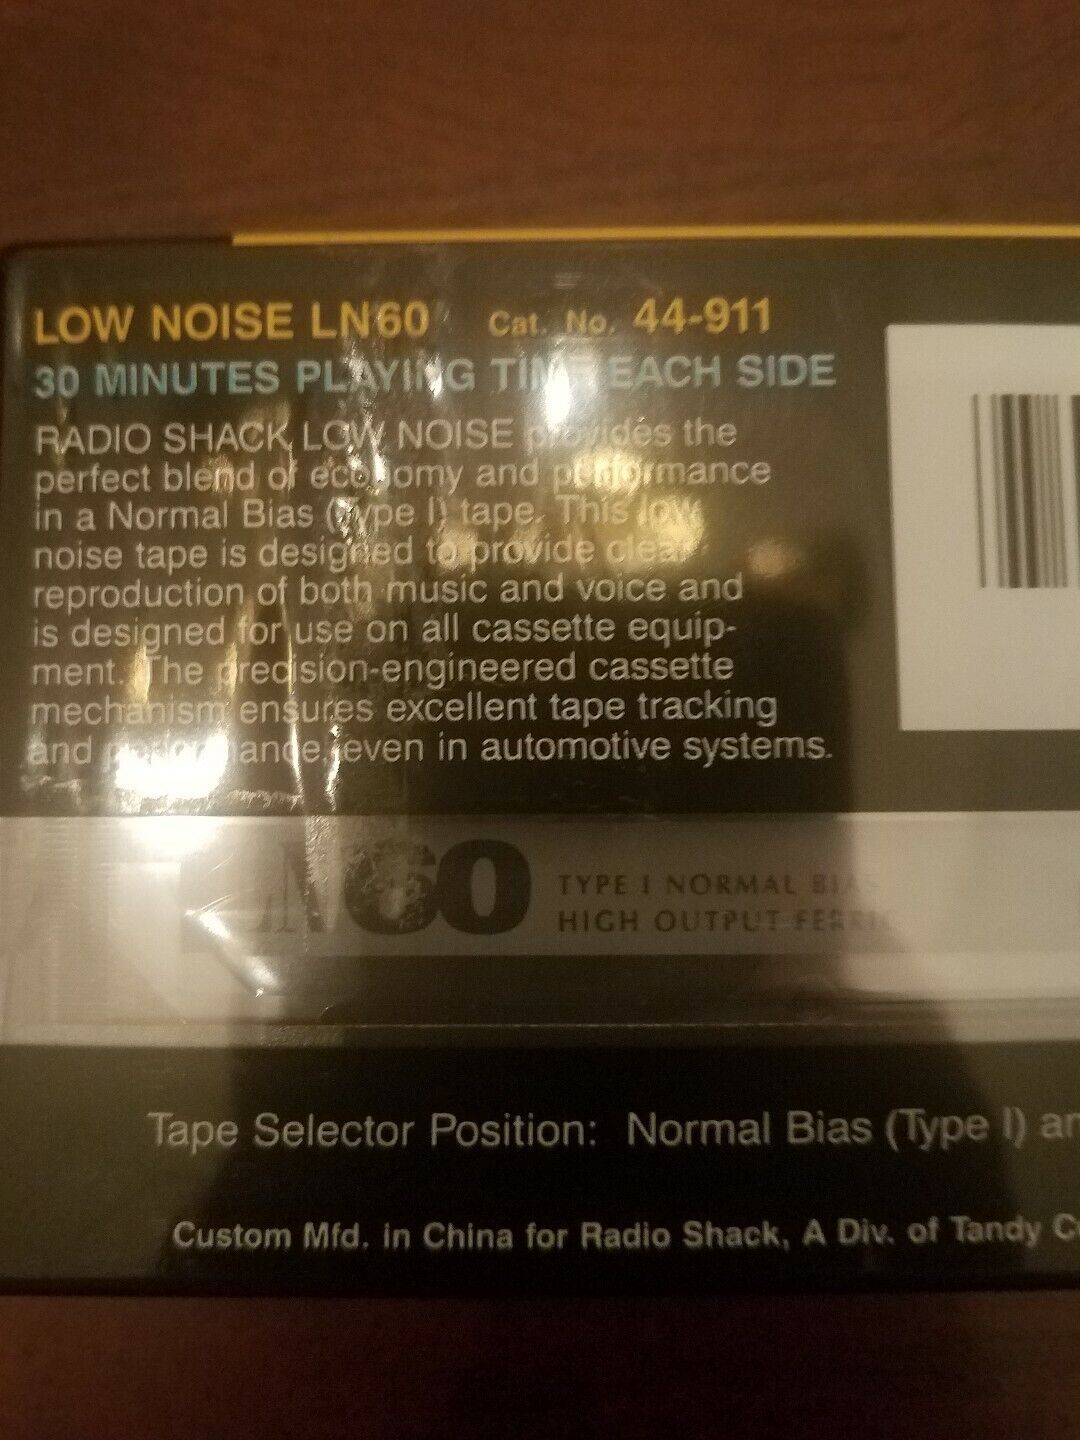 LOW NOISE LN60 Cat. No. 44-911
30 MINUTES PLAYING TIME EACH SIDE
RADIO SHACK LOW NOISE provides the
perfect blend of economy and performance
in a Normal Bias (Type I) tape. This low
noise tape is designed to provide clear
reproduction of both music and voice and
is designed for use on all cassette equip-
ment. The precision-engineered cassette
mechanism ensures excellent tape tracking
and performance, even in automotive systems.
LN60
TYPE I NORMAL BIAS
HIGH OUTPUT FERRIC
Tape Selector Position: Normal Bias (Type I)
Custom Mfd. in China for Radio Shack, A Div. of Tandy